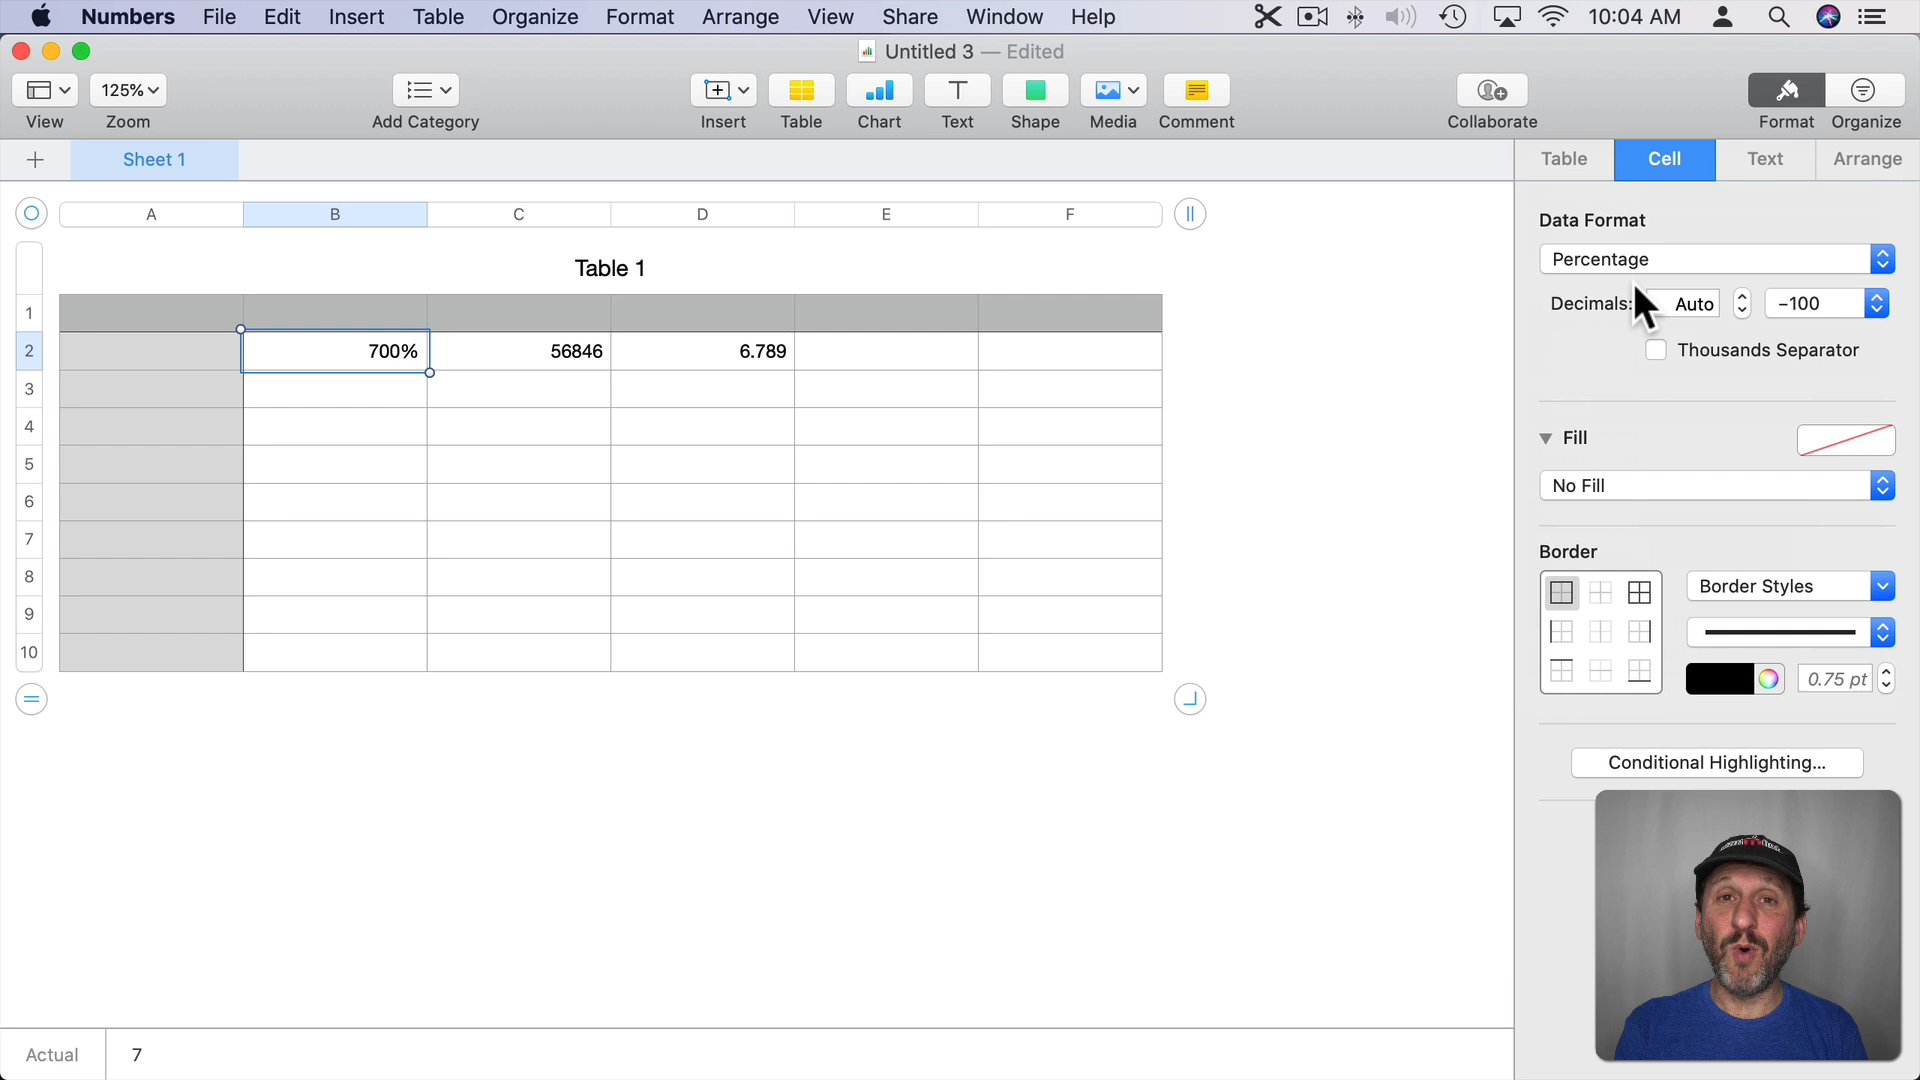 Numbers File Edit Insert Table Organize Format Arrange View Share Window Help 10:04 AM
Untitled 3 — Edited
125%
View Zoom Add Category Insert Table Chart Text Shape Media Comment Collaborate Format Organize
Sheet 1
Table Cell Text Arrange
A B C D E F
Table 1
1
2 700% 56846 6.789
3
4
5
6
7
8
9
10
Data Format
Percentage
Decimals: Auto –100
Thousands Separator
Fill
No Fill
Border
Border Styles
0.75 pt
Conditional Highlighting...
Actual 7